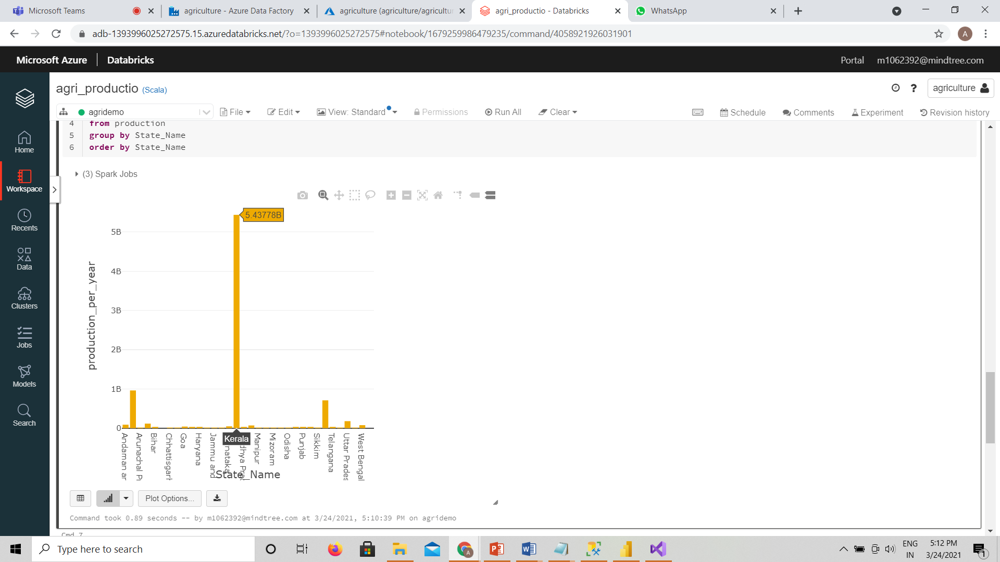 Microsoft Teams
agriculture - Azure Data Factory
agriculture (agriculture/agricultur
agri_productio - Databricks
WhatsApp
adb-1393996025272575.15.azuredatabricks.net/?o=1393996025272575#notebook/1679259986479235/command/4058921926031901
A
Microsoft Azure
Databricks
Portal
m1062392@mindtree.com
agri_productio (Scala)
? agriculture
agridemo
File
Edit
View: Standard
Permissions
Run All
Clear
Schedule
Comments
Experiment
Revision history
Home
Workspace
Recents
Data
Clusters
Jobs
Models
Search
4 from production
5 group by State_Name
6 order by State_Name
(3) Spark Jobs
5.43778B
5B
4B
3B
2B
1B
0
production_per_year
Andaman ar
Arunachal Pr
Bihar
Chhattisgarh
Goa
Haryana
Jammu and
nataka
Kerala
dhya Prad
Manipur
Mizoram
Odisha
Punjab
Sikkim
Telangana
Uttar Prades
West Bengal
State_Name
Plot Options...
Command took 0.89 seconds -- by m1062392@mindtree.com at 3/24/2021, 5:10:39 PM on agridemo
Cmd 7
Type here to search
ENG
IN
5:12 PM
3/24/2021
1